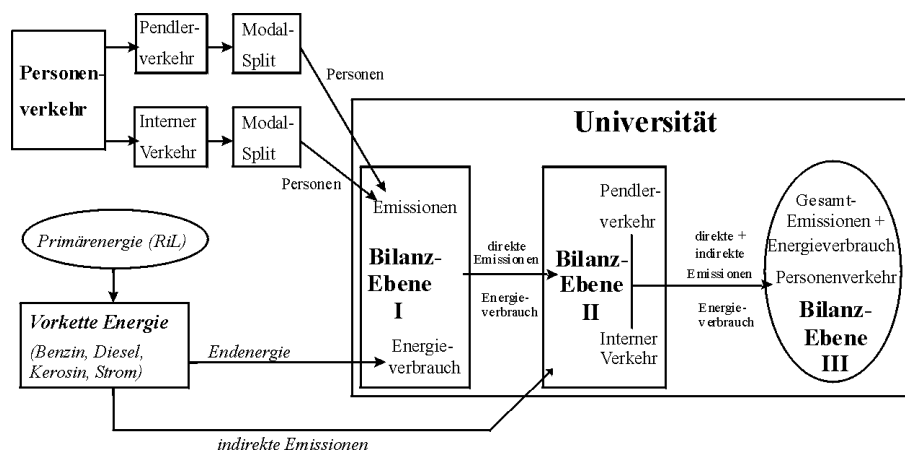 Personen-
verkehr
Pendler-
verkehr
Modal-
Split
Personen
Interner
Verkehr
Modal-
Split
Personen
Universität
Primärenergie (RiL)
Vorkette Energie
(Benzin, Diesel,
Kerosin, Strom)
Endenergie
indirekte Emissionen
Emissionen
Bilanz-
Ebene
I
Energie-
verbrauch
direkte
Emissionen
Energie-
verbrauch
Pendler-
verkehr
Bilanz-
Ebene
II
Interner
Verkehr
direkte +
indirekte
Emissionen
Energie-
verbrauch
Gesamt-
Emissionen +
Energieverbrauch
Personenverkehr
Bilanz-
Ebene
III